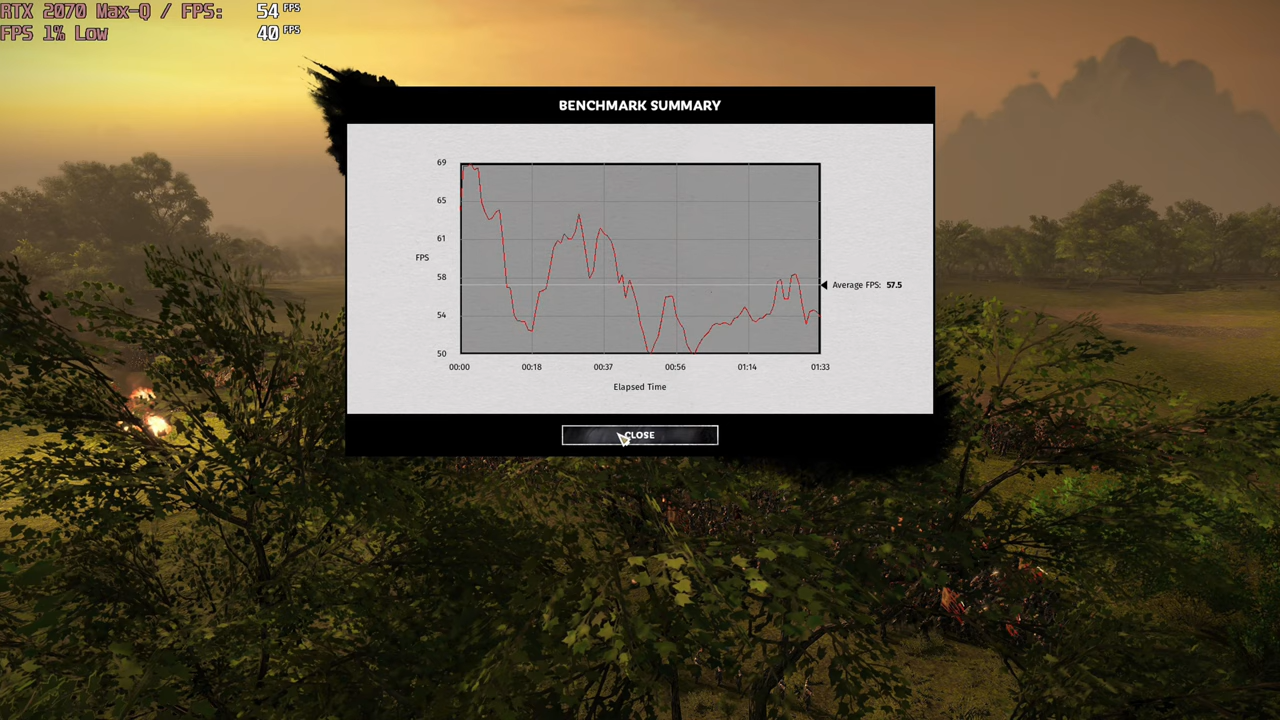 RTX 2070 Max-Q / FPS: 54 FPS
FPS 1% Low 40 FPS
BENCHMARK SUMMARY
69
65
61
FPS
58
Average FPS: 57.5
54
50
00:00 00:18 00:37 00:56 01:14 01:33
Elapsed Time
CLOSE